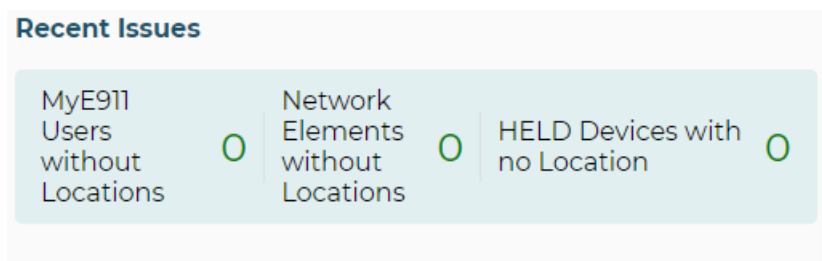 Recent Issues
MyE911
Users
without
Locations
0
Network
Elements
without
Locations
0
HELD Devices with
no Location
0